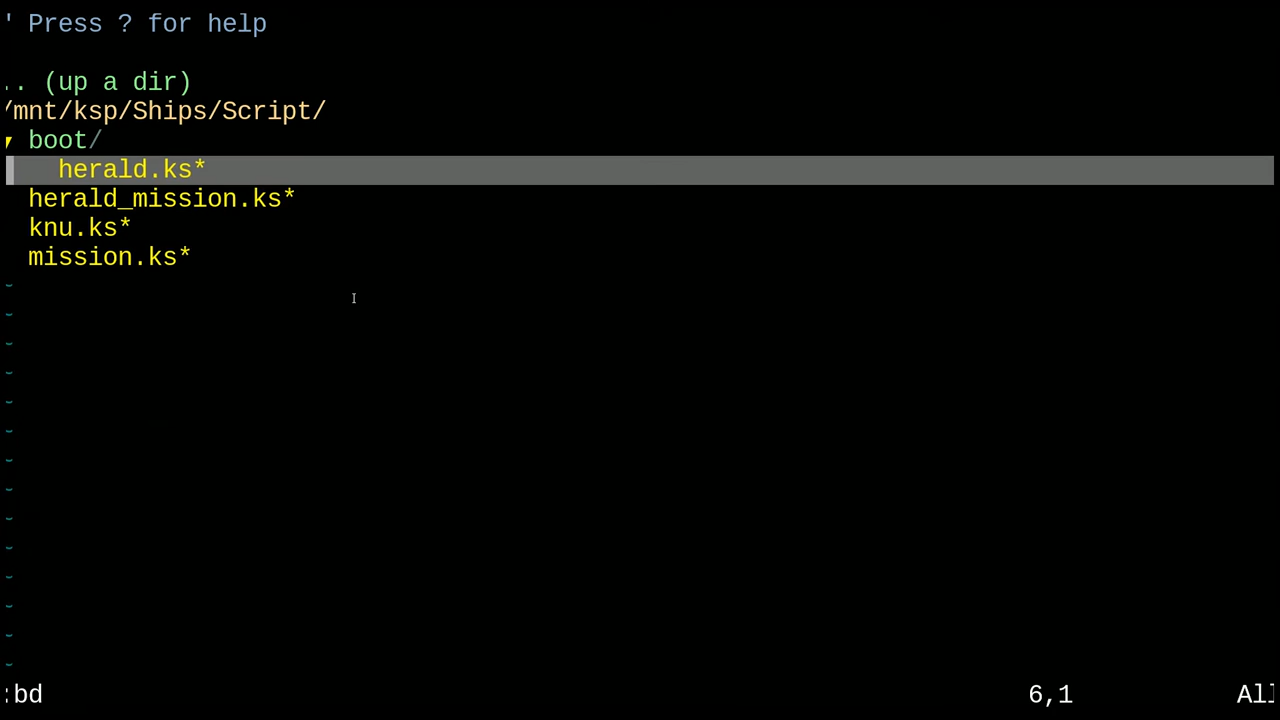 " Press ? for help
.. (up a dir)
/mnt/ksp/Ships/Script/
▾ boot/
herald.ks*
herald_mission.ks*
knu.ks*
mission.ks*
~
~
~
~
~
~
~
~
~
~
~
~
~
~
:bd 6,1 All